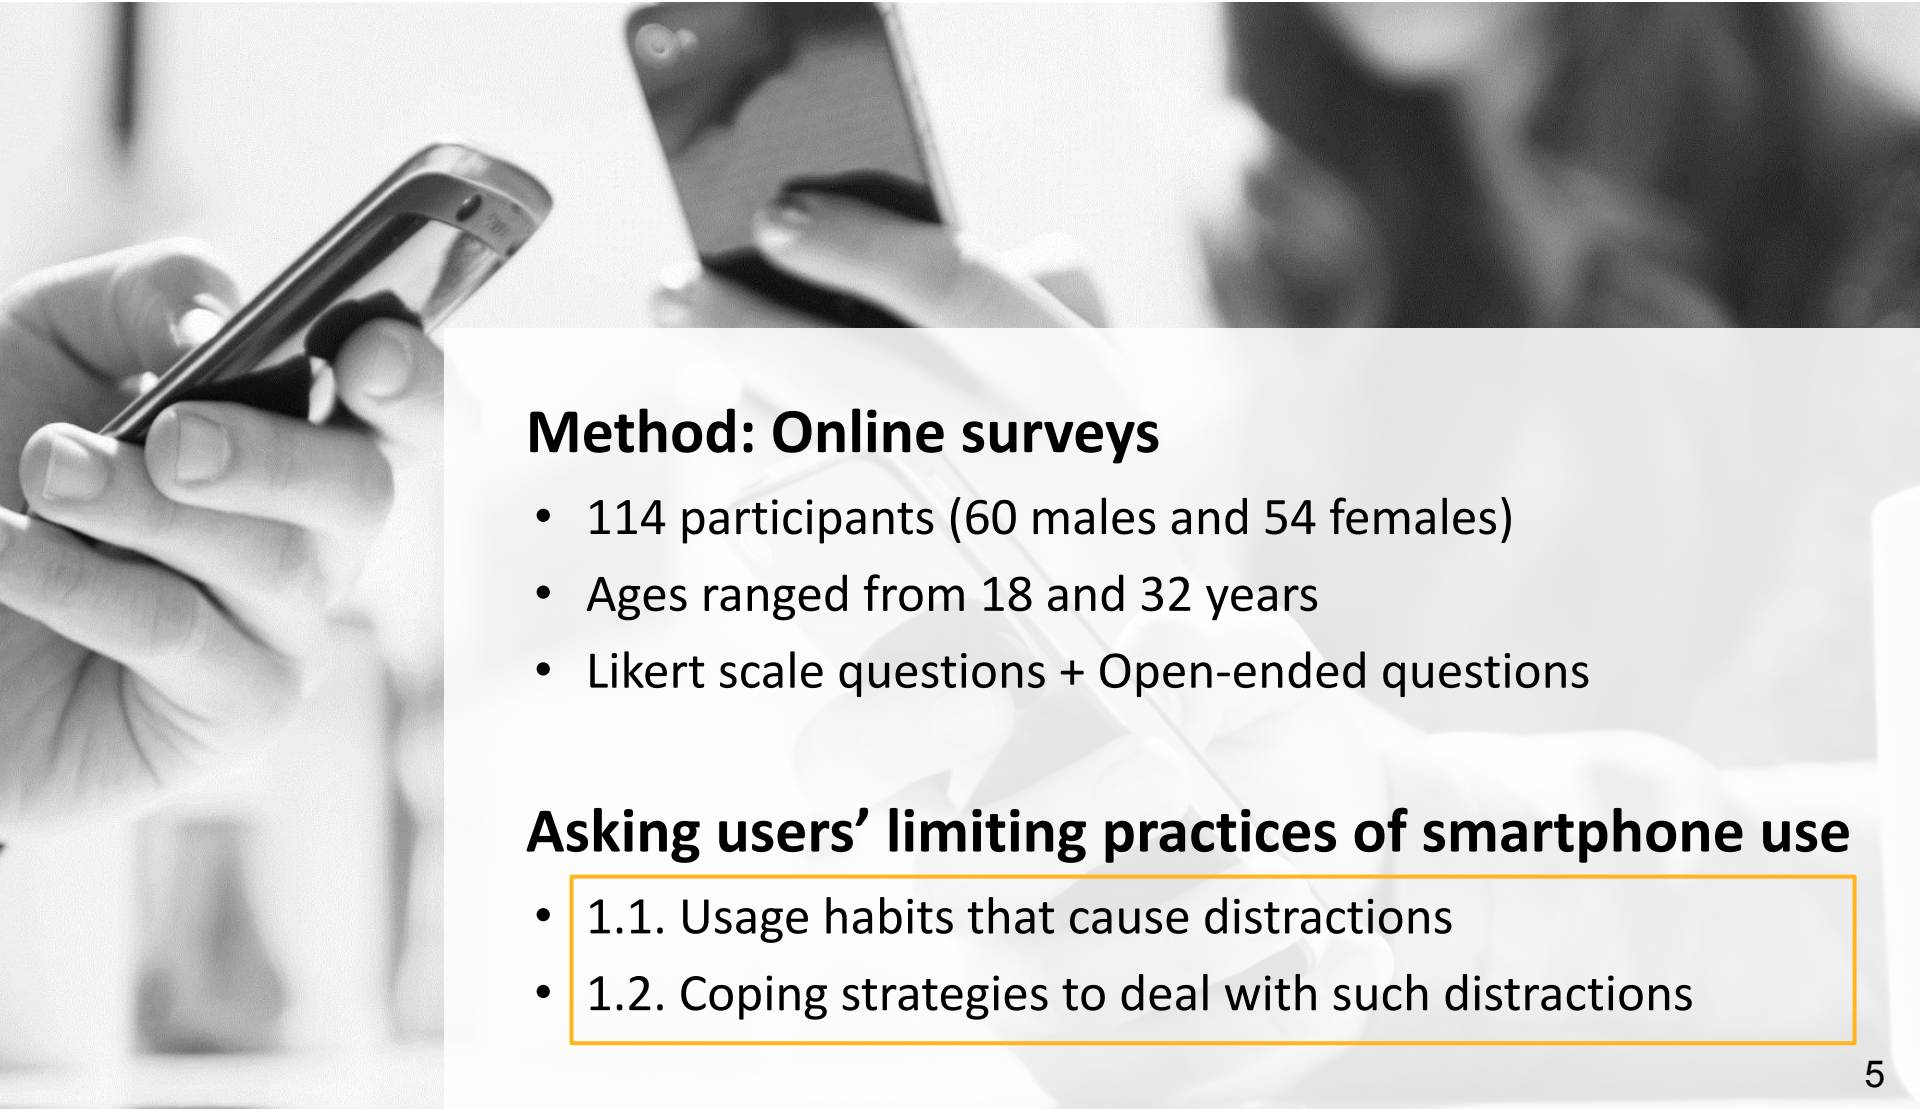 Method: Online surveys
• 114 participants (60 males and 54 females)
• Ages ranged from 18 and 32 years
• Likert scale questions + Open-ended questions
Asking users’ limiting practices of smartphone use
• 1.1. Usage habits that cause distractions
• 1.2. Coping strategies to deal with such distractions
5